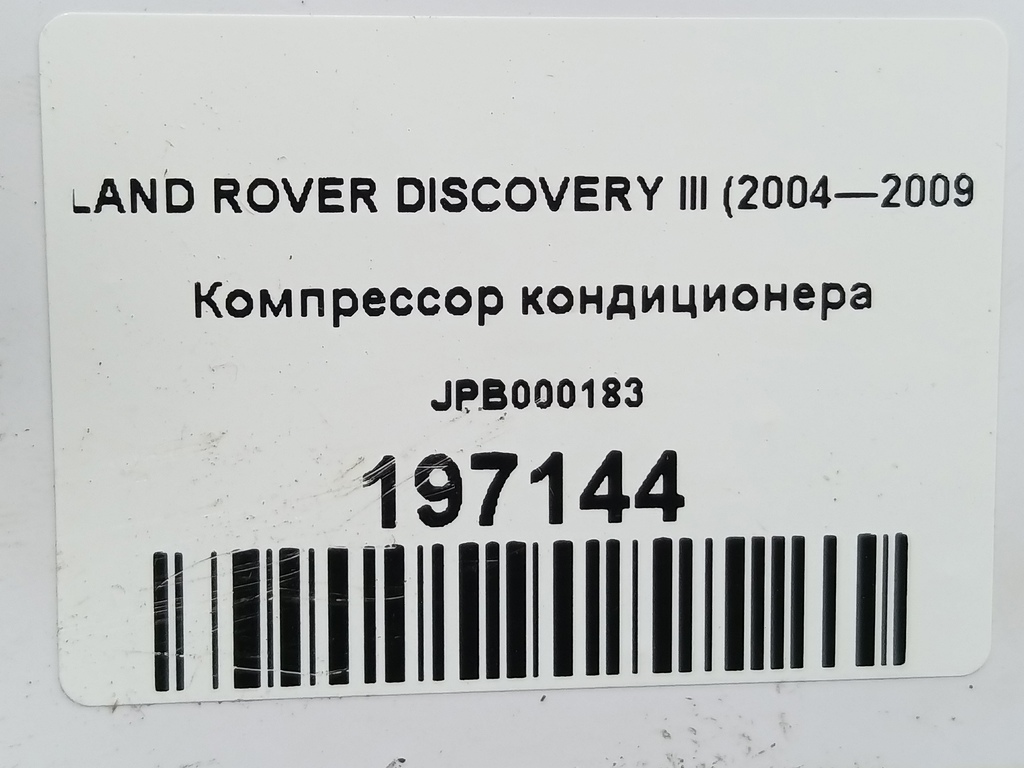 LAND ROVER DISCOVERY III (2004—2009
Компрессор кондиционера
JPB000183
197144